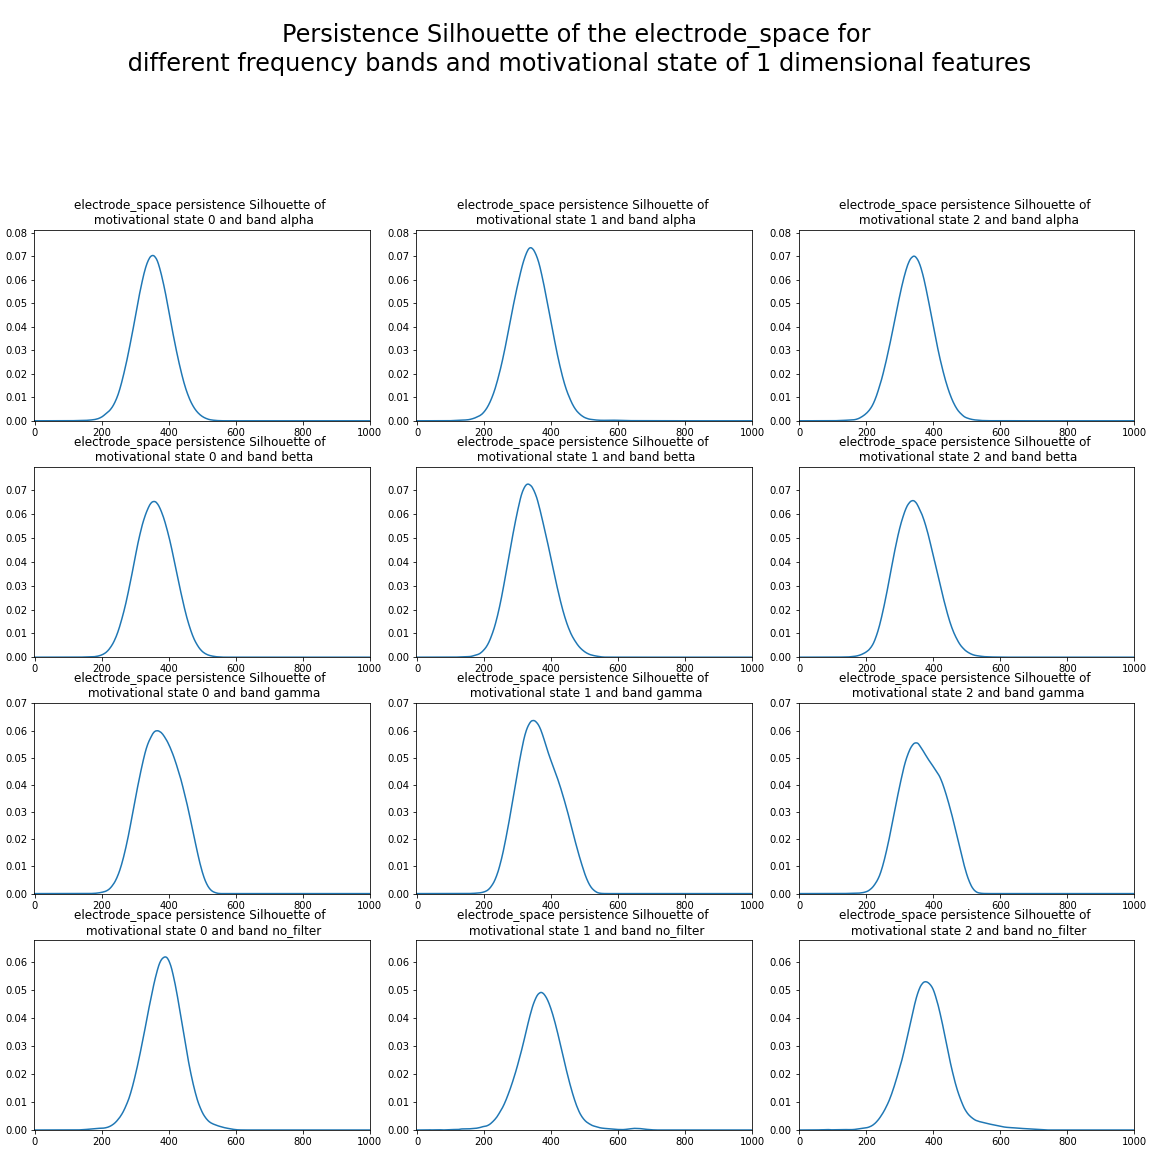 Persistence Silhouette of the electrode_space for
different frequency bands and motivational state of 1 dimensional features
electrode_space persistence Silhouette of
motivational state 0 and band alpha
0.08
0.07
0.06
0.05
0.04
0.03
0.02
0.01
0.00
0 200 400 600 800 1000
electrode_space persistence Silhouette of
motivational state 1 and band alpha
0.08
0.07
0.06
0.05
0.04
0.03
0.02
0.01
0.00
0 200 400 600 800 1000
electrode_space persistence Silhouette of
motivational state 2 and band alpha
0.08
0.07
0.06
0.05
0.04
0.03
0.02
0.01
0.00
0 200 400 600 800 1000
electrode_space persistence Silhouette of
motivational state 0 and band betta
0.07
0.06
0.05
0.04
0.03
0.02
0.01
0.00
0 200 400 600 800 1000
electrode_space persistence Silhouette of
motivational state 1 and band betta
0.07
0.06
0.05
0.04
0.03
0.02
0.01
0.00
0 200 400 600 800 1000
electrode_space persistence Silhouette of
motivational state 2 and band betta
0.07
0.06
0.05
0.04
0.03
0.02
0.01
0.00
0 200 400 600 800 1000
electrode_space persistence Silhouette of
motivational state 0 and band gamma
0.07
0.06
0.05
0.04
0.03
0.02
0.01
0.00
0 200 400 600 800 1000
electrode_space persistence Silhouette of
motivational state 1 and band gamma
0.07
0.06
0.05
0.04
0.03
0.02
0.01
0.00
0 200 400 600 800 1000
electrode_space persistence Silhouette of
motivational state 2 and band gamma
0.07
0.06
0.05
0.04
0.03
0.02
0.01
0.00
0 200 400 600 800 1000
electrode_space persistence Silhouette of
motivational state 0 and band no_filter
0.06
0.05
0.04
0.03
0.02
0.01
0.00
0 200 400 600 800 1000
electrode_space persistence Silhouette of
motivational state 1 and band no_filter
0.06
0.05
0.04
0.03
0.02
0.01
0.00
0 200 400 600 800 1000
electrode_space persistence Silhouette of
motivational state 2 and band no_filter
0.06
0.05
0.04
0.03
0.02
0.01
0.00
0 200 400 600 800 1000